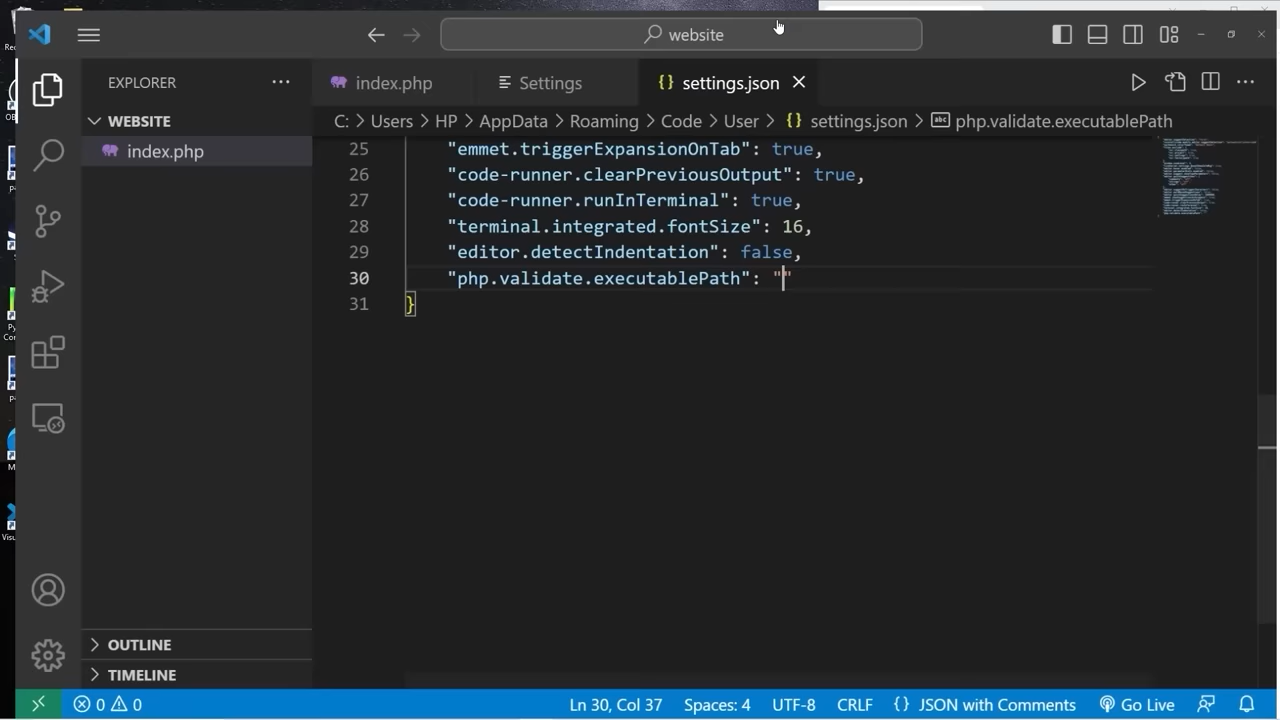 website
EXPLORER
WEBSITE
index.php
OUTLINE
TIMELINE
index.php
Settings
{} settings.json
C: > Users > HP > AppData > Roaming > Code > User > {} settings.json > abc php.validate.executablePath
25 "emmet.triggerExpansionOnTab": true,
26 "code-runner.clearPreviousOutput": true,
27 "code-runner.runInTerminal": true,
28 "terminal.integrated.fontSize": 16,
29 "editor.detectIndentation": false,
30 "php.validate.executablePath": ""
31 }
0 0
Ln 30, Col 37
Spaces: 4
UTF-8
CRLF
{} JSON with Comments
Go Live